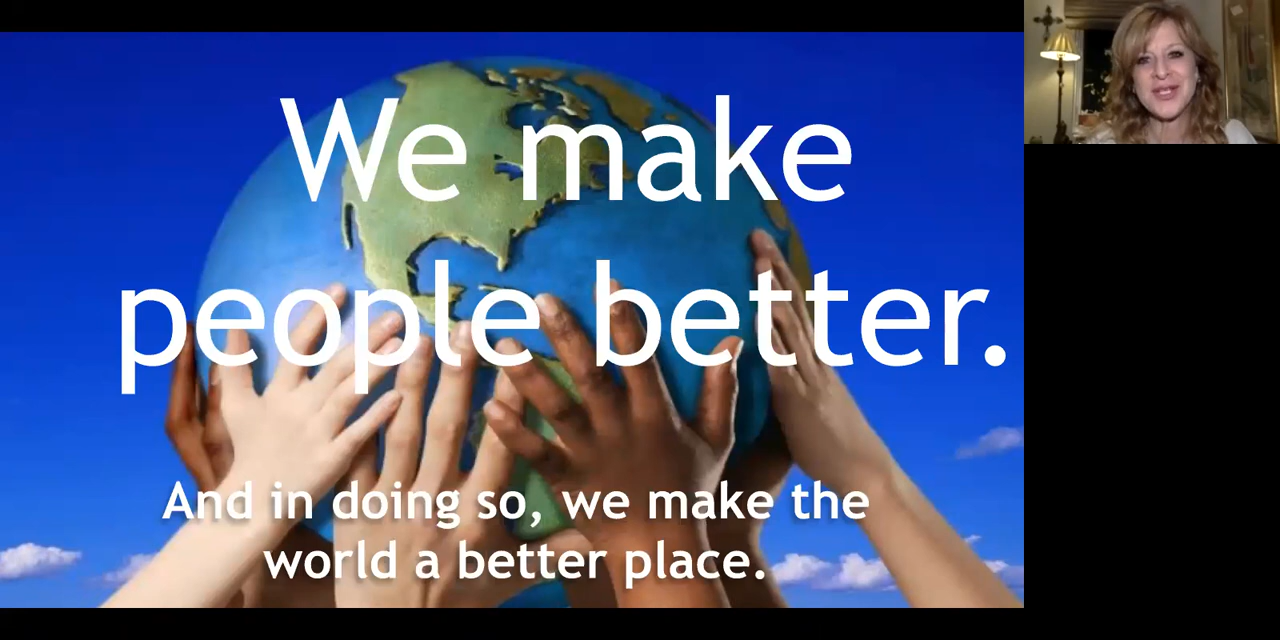 We make
people better.
And in doing so, we make the
world a better place.